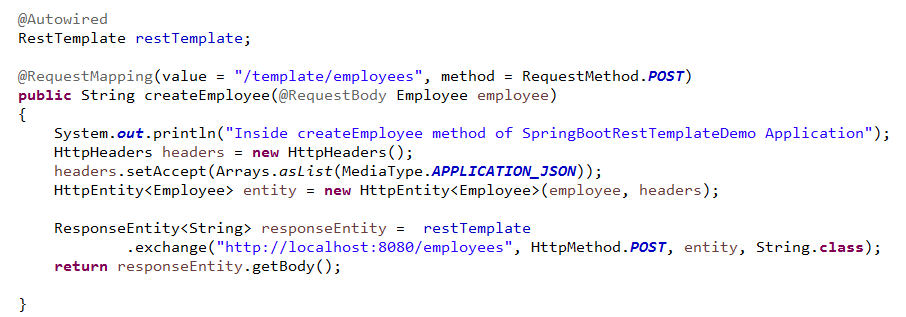 @Autowired
RestTemplate restTemplate;
@RequestMapping(value = "/template/employees", method = RequestMethod.POST)
public String createEmployee(@RequestBody Employee employee)
{
System.out.println("Inside createEmployee method of SpringBootRestTemplateDemo Application");
HttpHeaders headers = new HttpHeaders();
headers.setAccept(Arrays.asList(MediaType.APPLICATION_JSON));
HttpEntity<Employee> entity = new HttpEntity<Employee>(employee, headers);
ResponseEntity<String> responseEntity =  restTemplate
.exchange("http://localhost:8080/employees", HttpMethod.POST, entity, String.class);
return responseEntity.getBody();
}